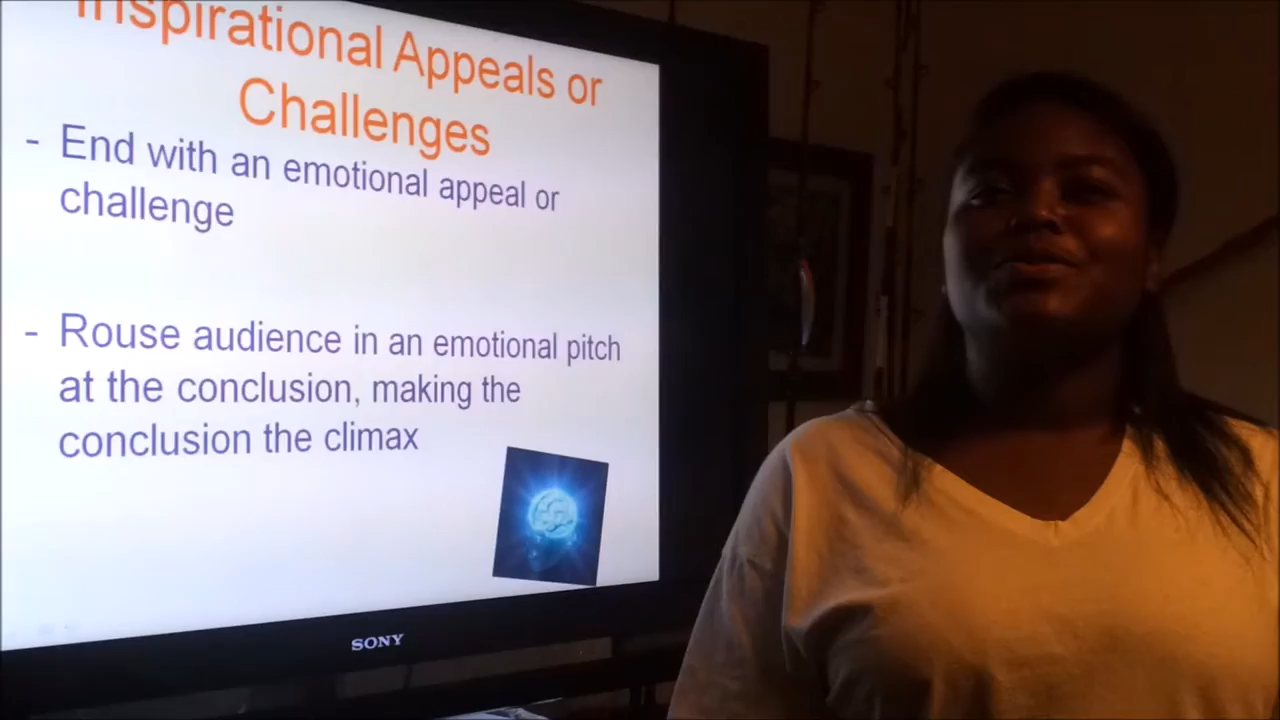 Inspirational Appeals or
Challenges
- End with an emotional appeal or
challenge
- Rouse audience in an emotional pitch
at the conclusion, making the
conclusion the climax
SONY